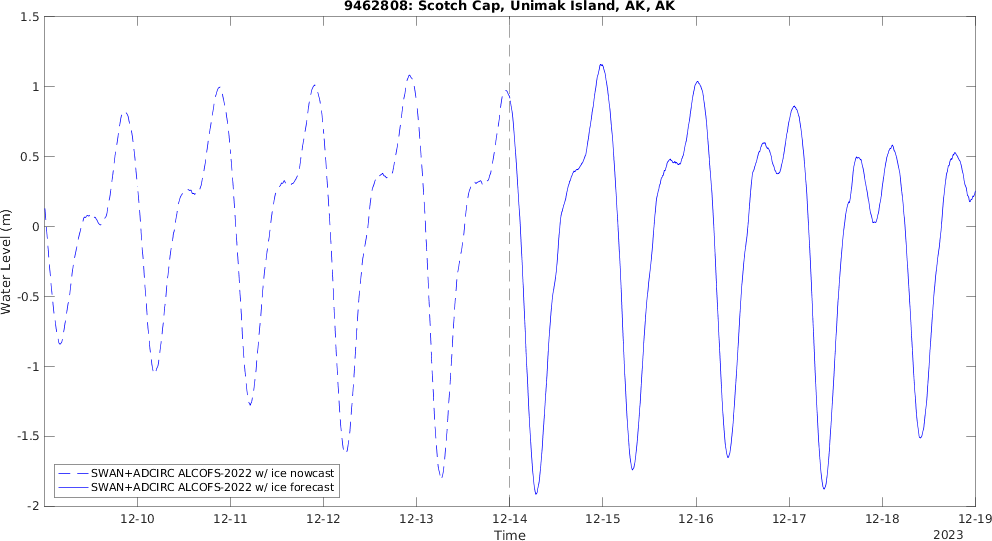 9462808: Scotch Cap, Unimak Island, AK, AK
1.5
1
0.5
0
-0.5
-1
-1.5
-2
Water Level (m)
SWAN+ADCIRC ALCOFS-2022 w/ ice nowcast
SWAN+ADCIRC ALCOFS-2022 w/ ice forecast
12-10 12-11 12-12 12-13 12-14 12-15 12-16 12-17 12-18 12-19
Time
2023